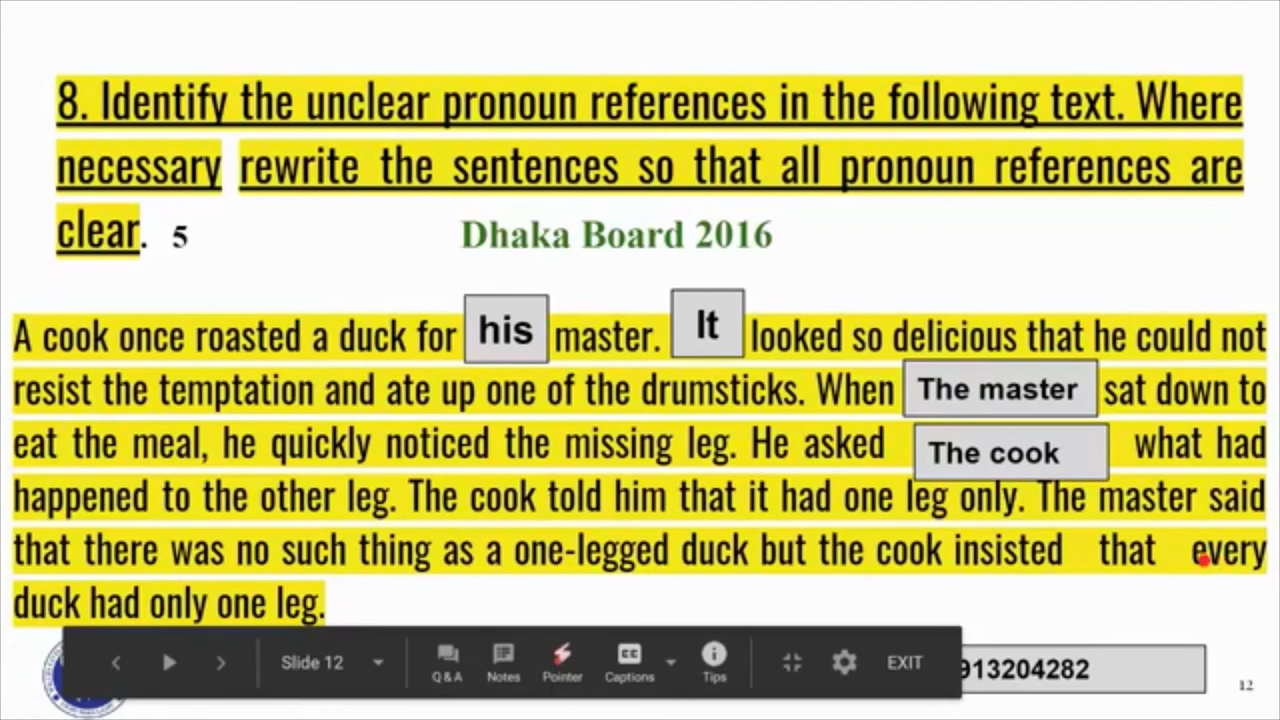 8. Identify the unclear pronoun references in the following text. Where
necessary rewrite the sentences so that all pronoun references are
clear. 5 Dhaka Board 2016
A cook once roasted a duck for his master. It looked so delicious that he could not
resist the temptation and ate up one of the drumsticks. When The master sat down to
eat the meal, he quickly noticed the missing leg. He asked The cook what had
happened to the other leg. The cook told him that it had one leg only. The master said
that there was no such thing as a one-legged duck but the cook insisted that every
duck had only one leg.
Slide 12 Q&A Notes Pointer CC Captions Tips EXIT
913204282
12